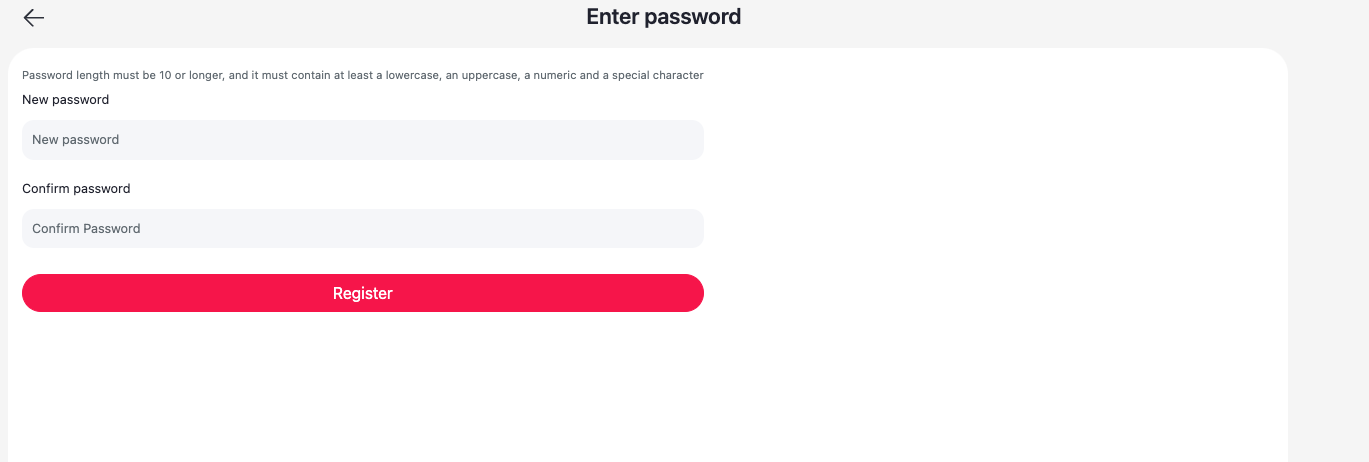 Enter password
Password length must be 10 or longer, and it must contain at least a lowercase, an uppercase, a numeric and a special character
New password
New password
Confirm password
Confirm Password
Register